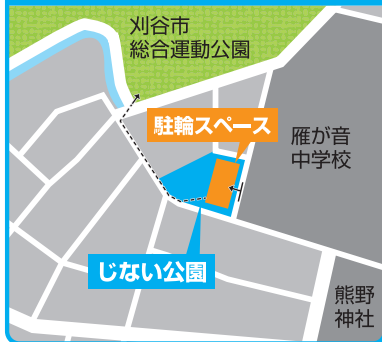 刈谷市
総合運動公園
駐輪スペース
雁が音
中学校
じない公園
熊野
神社